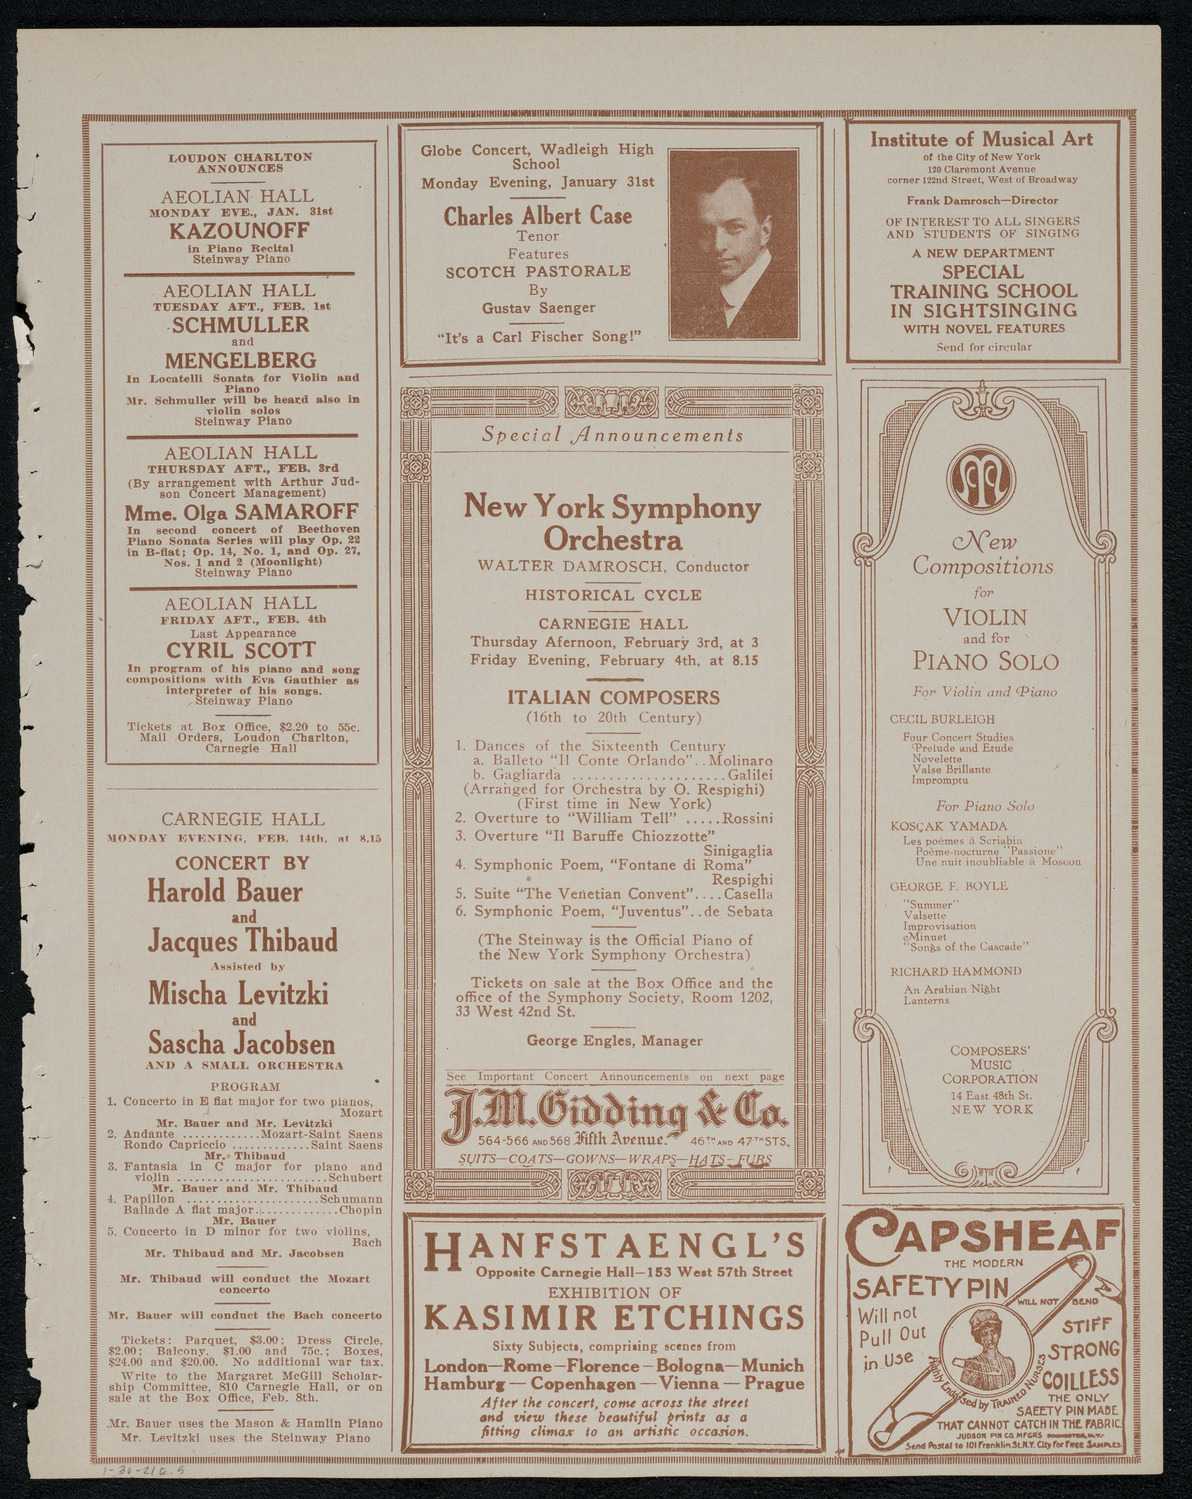 LOUDON CHARLTON
ANNOUNCES
AEOLIAN HALL
MONDAY EVE., JAN. 31st
KAZOUNOFF
in Piano Recital
Steinway Piano
AEOLIAN HALL
TUESDAY AFT., FEB. 1st
SCHMULLER
and
MENGELBERG
In Locatelli Sonata for Violin and
Piano
Mr. Schmuller will be heard also in
violin solos
Steinway Piano
AEOLIAN HALL
THURSDAY AFT., FEB. 3rd
(By arrangement with Arthur Jud-
son Concert Management)
Mme. Olga SAMAROFF
In second concert of Beethoven
Piano Sonata Series will play Op. 22
in B-flat; Op. 14, No. 1, and Op. 27,
Nos. 1 and 2 (Moonlight)
Steinway Piano
AEOLIAN HALL
FRIDAY AFT., FEB. 4th
Last Appearance
CYRIL SCOTT
In program of his piano and song
compositions with Eva Gauthier as
interpreter of his songs.
Steinway Piano
Tickets at Box Office, $2.20 to 55c.
Mail Orders, Loudon Charlton,
Carnegie Hall
CARNEGIE HALL
MONDAY EVENING, FEB. 14th, at 8.15
CONCERT BY
Harold Bauer
and
Jacques Thibaud
Assisted by
Mischa Levitzki
and
Sascha Jacobsen
AND A SMALL ORCHESTRA
PROGRAM
1. Concerto in E flat major for two pianos,
Mozart
Mr. Bauer and Mr. Levitzki
2. Andante ............Mozart-Saint Saens
Rondo Capriccio ............Saint Saens
Mr. Thibaud
3. Fantasia in C major for piano and
violin ........................Schubert
Mr. Bauer and Mr. Thibaud
4. Papillon ......................Schumann
Ballade A flat major..............Chopin
Mr. Bauer
5. Concerto in D minor for two violins,
Bach
Mr. Thibaud and Mr. Jacobsen
Mr. Thibaud will conduct the Mozart
concerto
Mr. Bauer will conduct the Bach concerto
Tickets: Parquet, $3.00; Dress Circle,
$2.00; Balcony, $1.00 and 75c.; Boxes,
$24.00 and $20.00. No additional war tax.
Write to the Margaret McGill Scholar-
ship Committee, 810 Carnegie Hall, or on
sale at the Box Office, Feb. 8th.
Mr. Bauer uses the Mason & Hamlin Piano
Mr. Levitzki uses the Steinway Piano
1-30-21 E. 5
Globe Concert, Wadleigh High
School
Monday Evening, January 31st
Charles Albert Case
Tenor
Features
SCOTCH PASTORALE
By
Gustav Saenger
"It's a Carl Fischer Song!"
Special Announcements
New York Symphony
Orchestra
WALTER DAMROSCH, Conductor
HISTORICAL CYCLE
CARNEGIE HALL
Thursday Afernoon, February 3rd, at 3
Friday Evening, February 4th, at 8.15
ITALIAN COMPOSERS
(16th to 20th Century)
1. Dances of the Sixteenth Century
a. Balleto "Il Conte Orlando"..Molinaro
b. Gagliarda ......................Galilei
(Arranged for Orchestra by O. Respighi)
(First time in New York)
2. Overture to "William Tell" .....Rossini
3. Overture "Il Baruffe Chiozzotte"
Sinigaglia
4. Symphonic Poem, "Fontane di Roma"
Respighi
5. Suite "The Venetian Convent"....Casella
6. Symphonic Poem, "Juventus"..de Sebata
(The Steinway is the Official Piano of
the New York Symphony Orchestra)
Tickets on sale at the Box Office and the
office of the Symphony Society, Room 1202,
33 West 42nd St.
George Engles, Manager
See Important Concert Announcements on next page
J.M. Gidding & Co.
564-566 AND 568 Fifth Avenue. 46TH AND 47TH STS.
SUITS—COATS—GOWNS—WRAPS—HATS—FURS
HANFSTAENGL'S
Opposite Carnegie Hall—153 West 57th Street
EXHIBITION OF
KASIMIR ETCHINGS
Sixty Subjects, comprising scenes from
London—Rome—Florence—Bologna—Munich
Hamburg—Copenhagen—Vienna—Prague
After the concert, come across the street
and view these beautiful prints as a
fitting climax to an artistic occasion.
Institute of Musical Art
of the City of New York
120 Claremont Avenue
corner 122nd Street, West of Broadway
Frank Damrosch—Director
OF INTEREST TO ALL SINGERS
AND STUDENTS OF SINGING
A NEW DEPARTMENT
SPECIAL
TRAINING SCHOOL
IN SIGHTSINGING
WITH NOVEL FEATURES
Send for circular
New
Compositions
for
VIOLIN
and for
PIANO SOLO
For Violin and Piano
CECIL BURLEIGH
Four Concert Studies
Prelude and Etude
Novelette
Valse Brillante
Impromptu
For Piano Solo
KOSÇAK YAMADA
Les poèmes à Scriabin
Poème-nocturne "Passione"
Une nuit inoubliable à Moscou
GEORGE F. BOYLE
"Summer"
Valsette
Improvisation
Minuet
"Songs of the Cascade"
RICHARD HAMMOND
An Arabian Night
Lanterns
COMPOSERS'
MUSIC
CORPORATION
14 East 48th St.
NEW YORK
CAPSHEAF
THE MODERN
SAFETY PIN
WILL NOT BEND
Will not
Pull Out
in Use
STIFF
STRONG
COILLESS
Highly Endorsed by TRAINED NURSES
THE ONLY
SAFETY PIN MADE
THAT CANNOT CATCH IN THE FABRIC
JUDSON PIN CO. MFGR'S ROCHESTER, N.Y.
Send Postal to 101 Franklin St. N.Y. City For FREE SAMPLES.